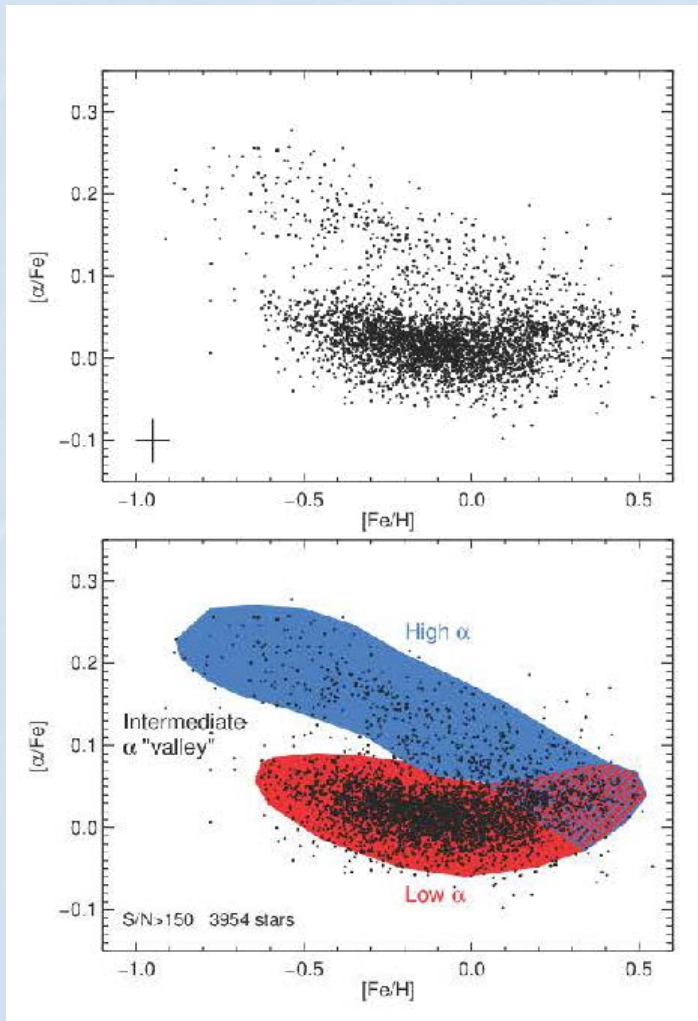 0.3
0.2
[α/Fe]
0.1
0.0
−0.1
−1.0 −0.5 0.0 0.5
[Fe/H]
0.3
High α
0.2
Intermediate
α "valley"
[α/Fe]
0.1
0.0
Low α
−0.1
S/N>150 3954 stars
−1.0 −0.5 0.0 0.5
[Fe/H]